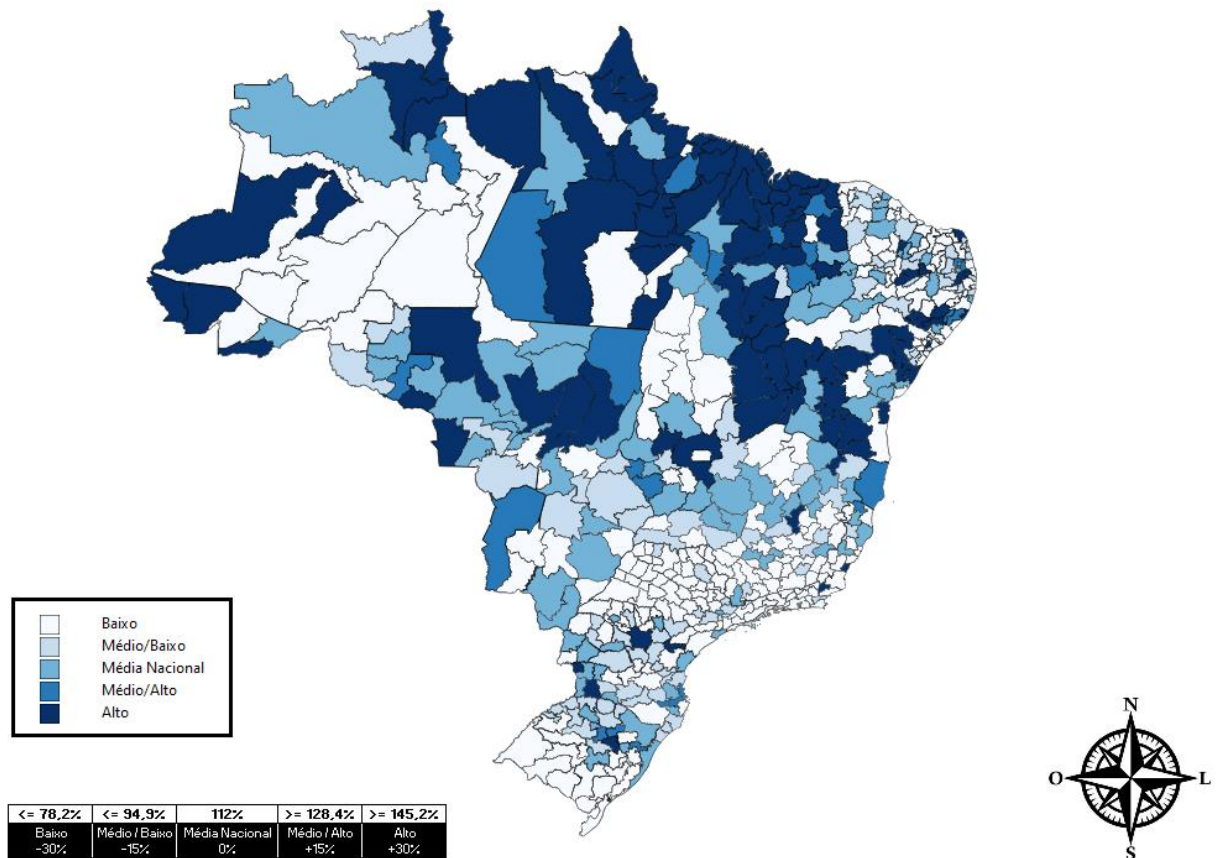 Baixo
Médio/Baixo
Média Nacional
Médio/Alto
Alto
N
O L
S
<= 78,2% <= 94,9% 112% >= 128,4% >= 145,2%
Baixo Médio / Baixo Média Nacional Médio / Alto Alto
-30% -15% 0% +15% +30%